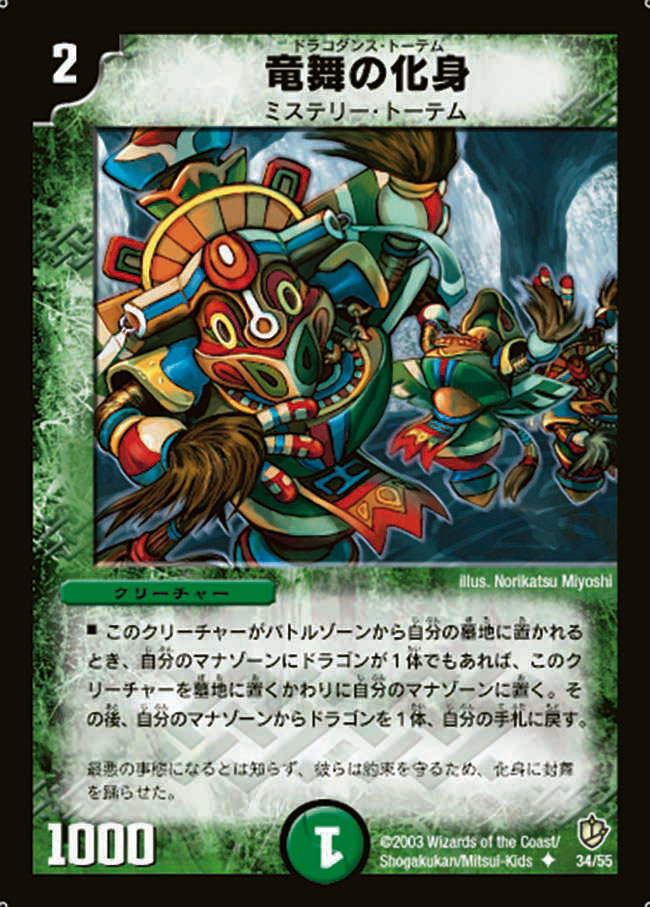 2
ドラコダンス・トーテム
竜舞の化身
ミステリー・トーテム
illus. Norikatsu Miyoshi
クリーチャー
■ このクリーチャーがバトルゾーンから自分の墓地に置かれる
とき、自分のマナゾーンにドラゴンが1体でもあれば、このク
リーチャーを墓地に置くかわりに自分のマナゾーンに置く。そ
の後、自分のマナゾーンからドラゴンを1体、自分の手札に戻す。
最悪の事態になるとは知らず、彼らは約束を守るため、化身に封舞
を踊らせた。
1000
1
©2003 Wizards of the Coast/
Shogakukan/Mitsui-Kids
34/55